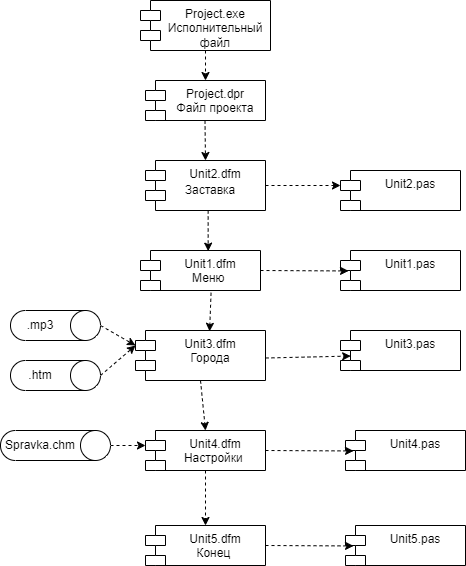 Project.exe
Исполнительный
файл
Project.dpr
Файл проекта
Unit2.dfm
Заставка
Unit2.pas
Unit1.dfm
Меню
Unit1.pas
.mp3
Unit3.dfm
Города
Unit3.pas
.htm
Spravka.chm
Unit4.dfm
Настройки
Unit4.pas
Unit5.dfm
Конец
Unit5.pas